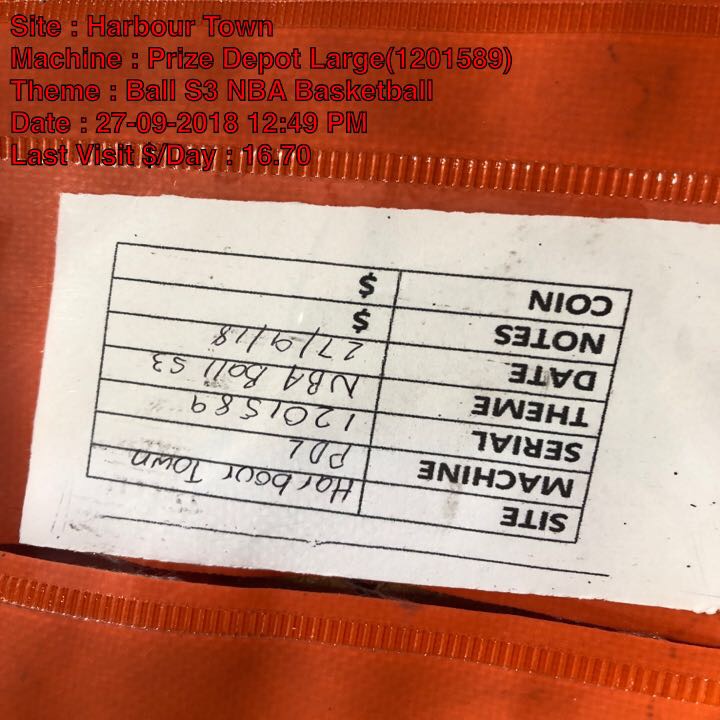 Site : Harbour Town
Machine : Prize Depot Large(1201589)
Theme : Ball S3 NBA Basketball
Date : 27-09-2018 12:49 PM
Last Visit $/Day : 16.70
SITE Harbour Town
MACHINE PDL
SERIAL 1201589
THEME NBA Ball S3
DATE 27/9/18
NOTES $
COIN $